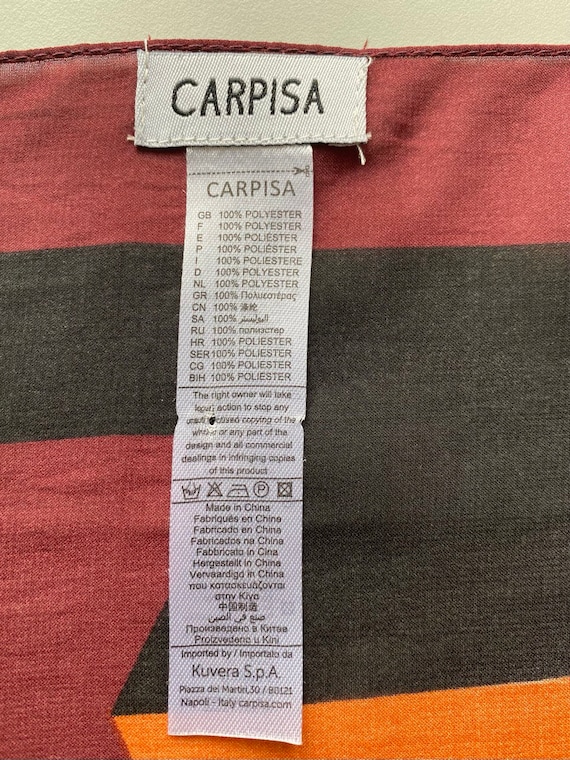 CARPISA
CARPISA
GB 100% POLYESTER
F 100% POLYESTER
E 100% POLYESTER
P 100% POLIÉSTER
100% POLIESTERE
D 100% POLYESTER
NL 100% POLYESTER
GR 100% Πολυεστέρας
CN 100% 涤纶
SA 100% البوليستر
RU 100% полиэстер
HR 100% POLIESTER
SER 100% POLIESTER
CG 100% POLIESTER
BIH 100% POLIESTER
The right owner will take
legal action to stop any
copying of the
whole or any part of the
design and all commercial
dealings in infringing copies
of this product
Made in China
Fabriqués en Chine
Fabricado en China
Fabricados na China
Fabbricato in Cina
Hergestellt in China
Vervaardigd in China
που κατασκευάζονται
στην Κίνα
中国制造
صنع في الصين
Произведено в Китае
Proizvedeno u Kini
Imported by / Importato da
Kuvera S.p.A.
Piazza dei Martiri,30 / 80121
Napoli - Italy carpisa.com